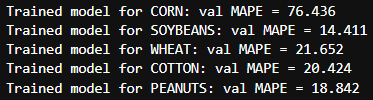 Trained model for CORN: val MAPE = 76.436
Trained model for SOYBEANS: val MAPE = 14.411
Trained model for WHEAT: val MAPE = 21.652
Trained model for COTTON: val MAPE = 20.424
Trained model for PEANUTS: val MAPE = 18.842